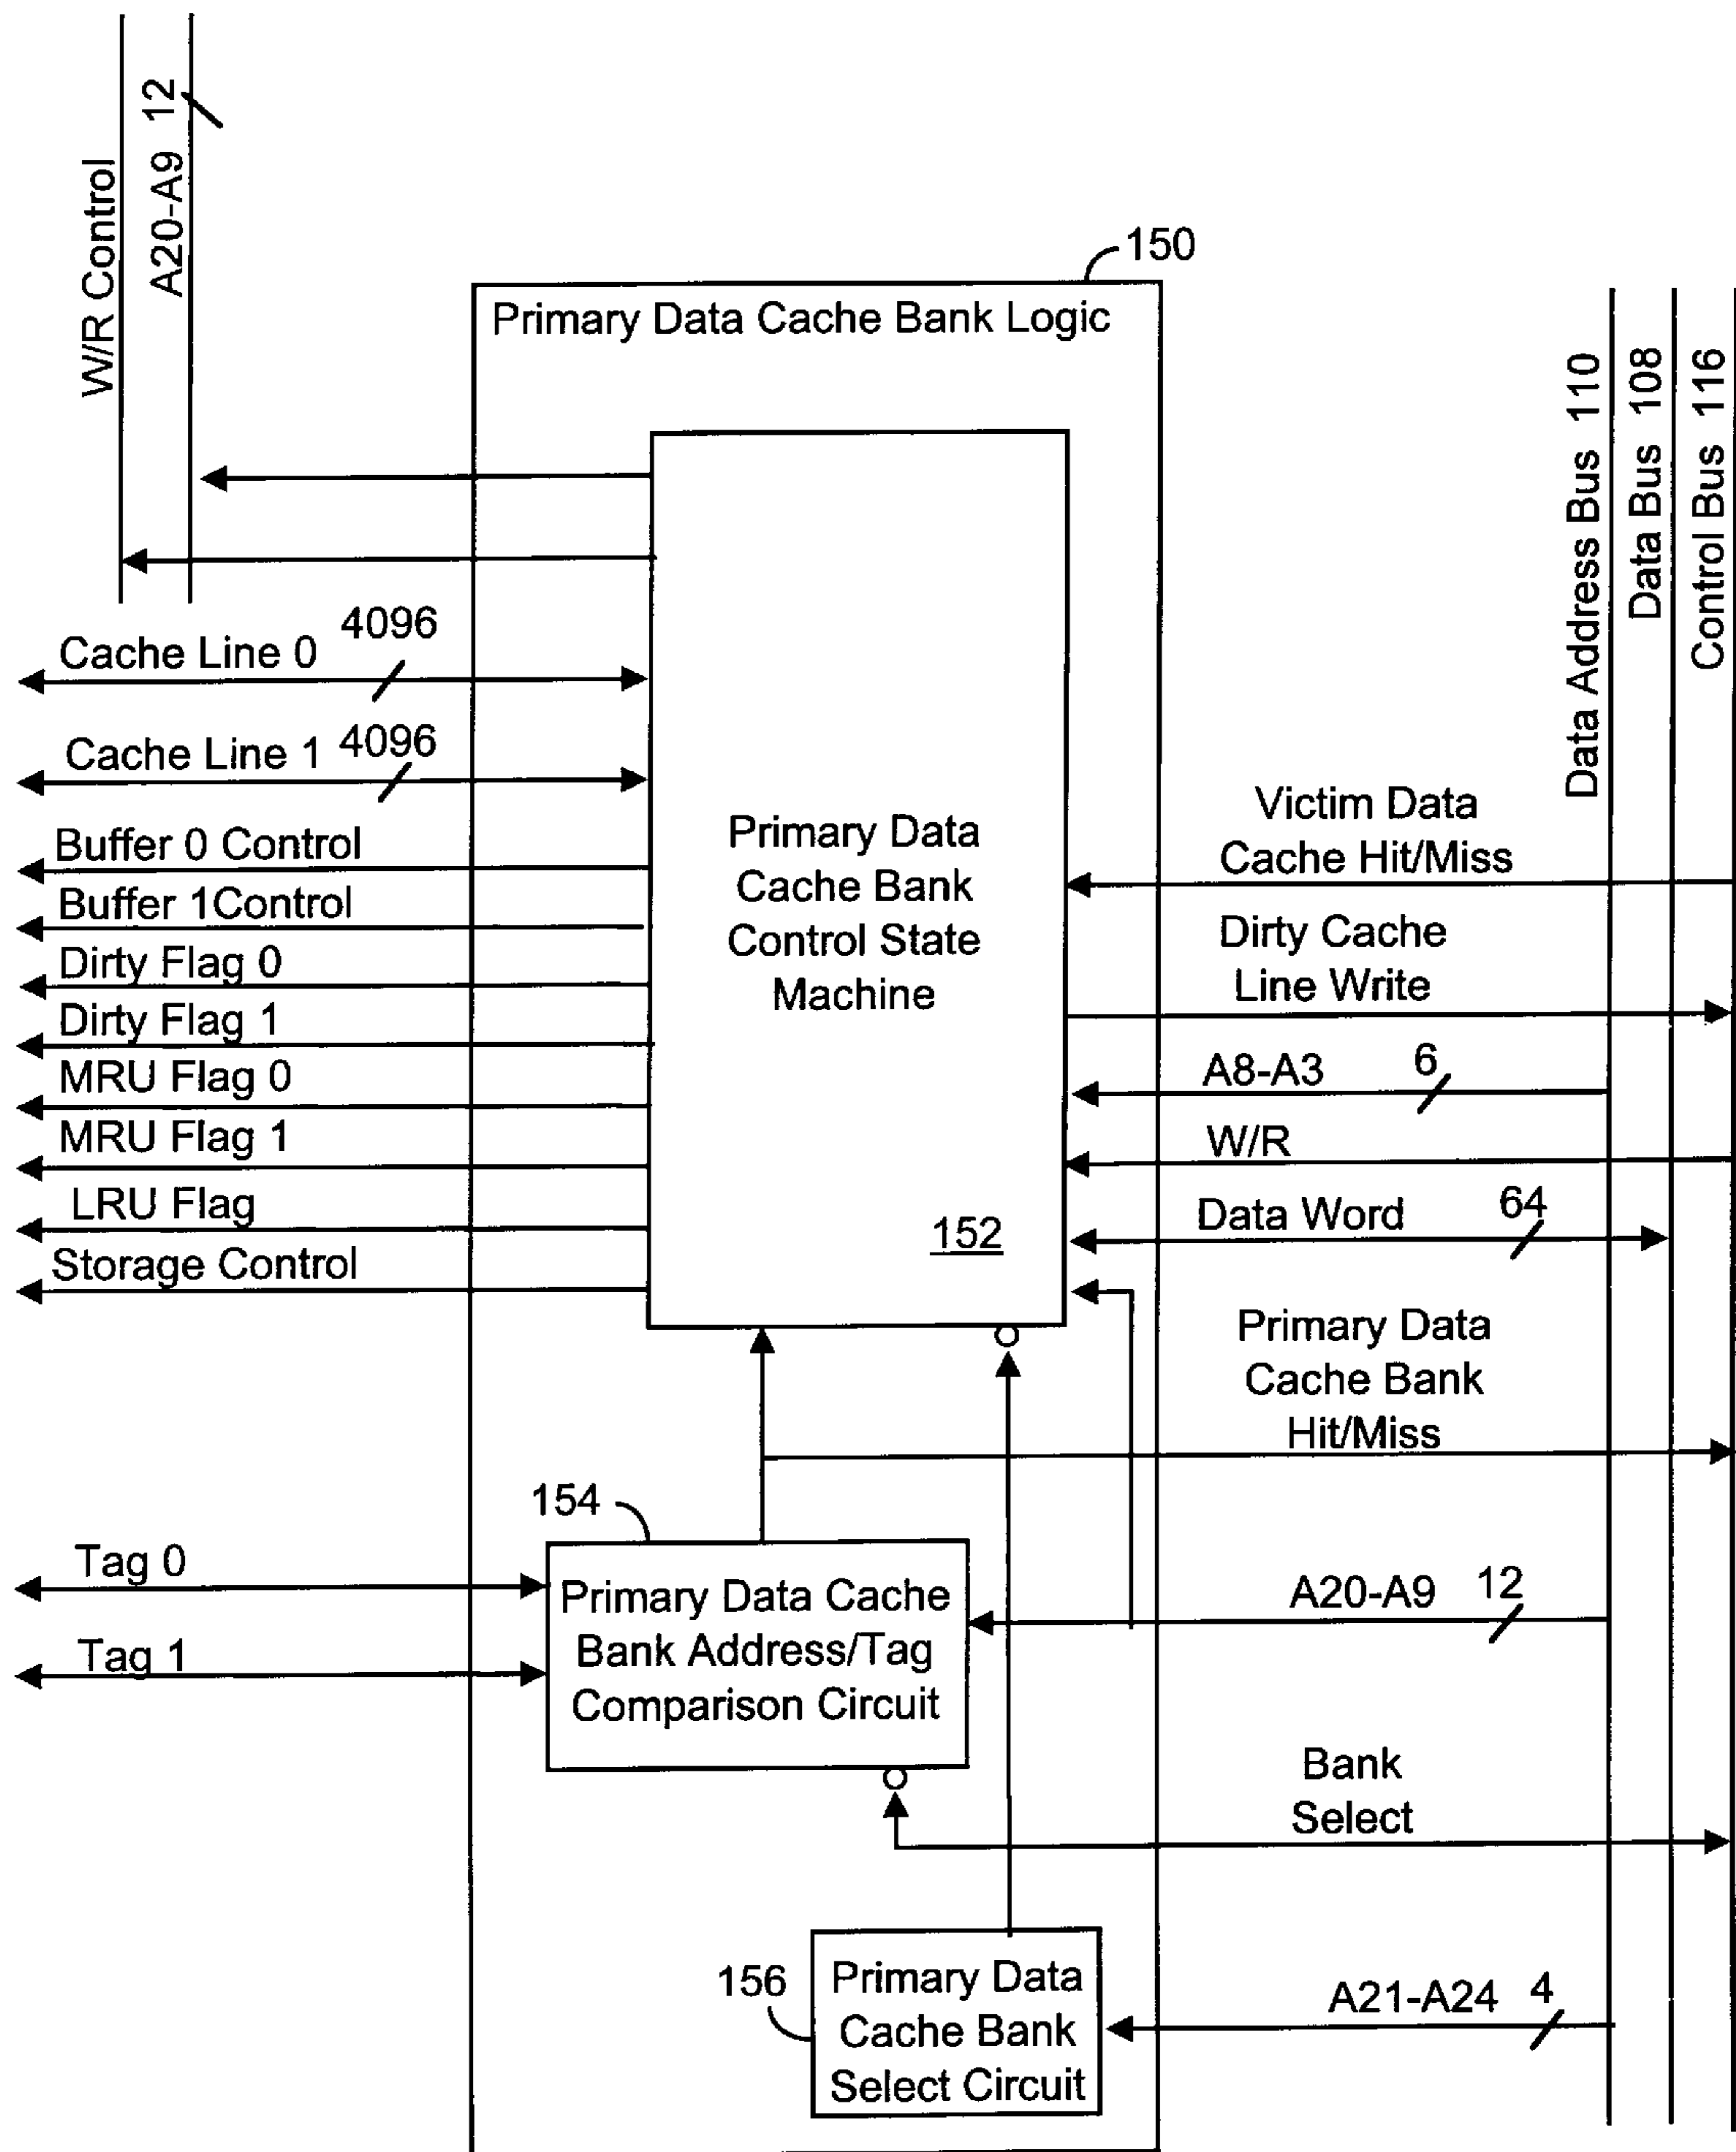 W/R Control
A20-A9 12
150
Primary Data Cache Bank Logic
Data Address Bus 110
Data Bus 108
Control Bus 116
Cache Line 0 4096
Cache Line 1 4096
Buffer 0 Control
Buffer 1Control
Dirty Flag 0
Dirty Flag 1
MRU Flag 0
MRU Flag 1
LRU Flag
Storage Control
Primary Data
Cache Bank
Control State
Machine
152
Victim Data
Cache Hit/Miss
Dirty Cache
Line Write
A8-A3 6
W/R
Data Word 64
Primary Data
Cache Bank
Hit/Miss
154
Tag 0
Tag 1
Primary Data Cache
Bank Address/Tag
Comparison Circuit
A20-A9 12
Bank
Select
156
Primary Data
Cache Bank
Select Circuit
A21-A24 4